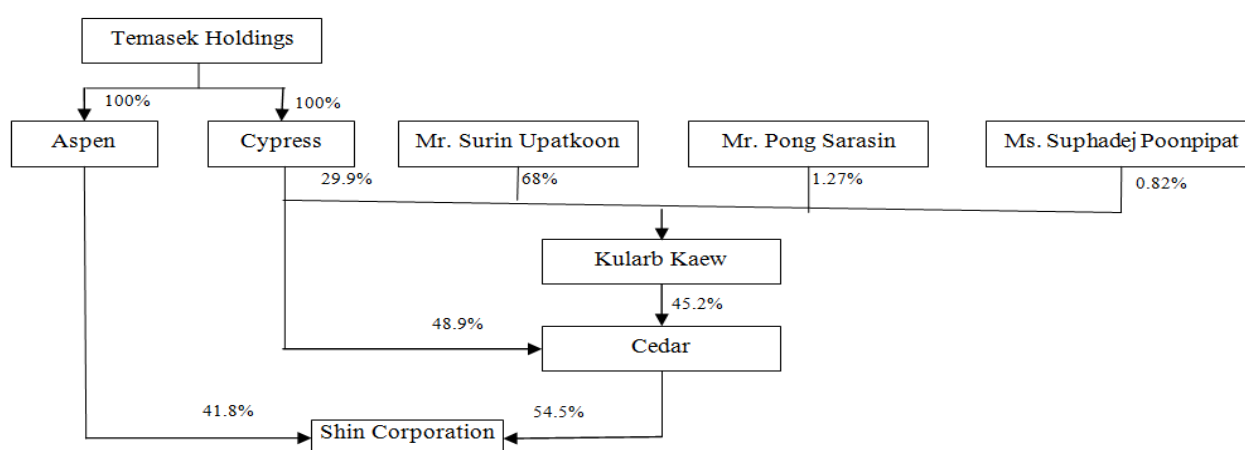 Temasek Holdings
100%
100%
Aspen
Cypress
Mr. Surin Upatkoon
Mr. Pong Sarasin
Ms. Suphadej Poonpipat
29.9%
68%
1.27%
0.82%
Kularb Kaew
45.2%
48.9%
Cedar
41.8%
54.5%
Shin Corporation